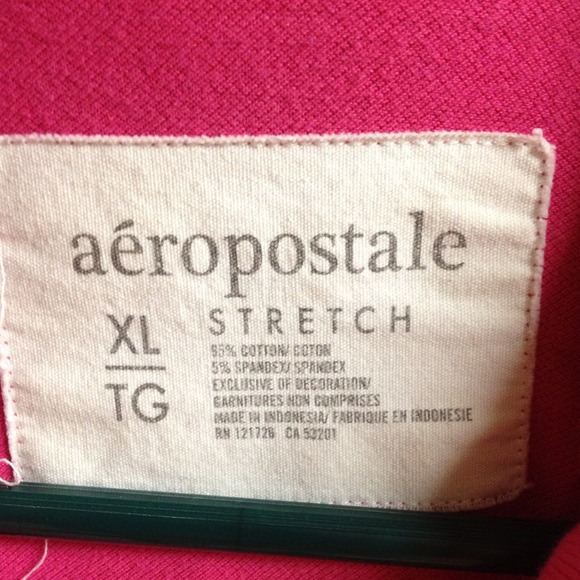 aéropostale
XL
TG
STRETCH
95% COTTON/ COTON
5% SPANDEX/ SPANDEX
EXCLUSIVE OF DECORATION/
GARNITURES NON COMPRISES
MADE IN INDONESIA/ FABRIQUE EN INDONESIE
RN 121726 CA 53201